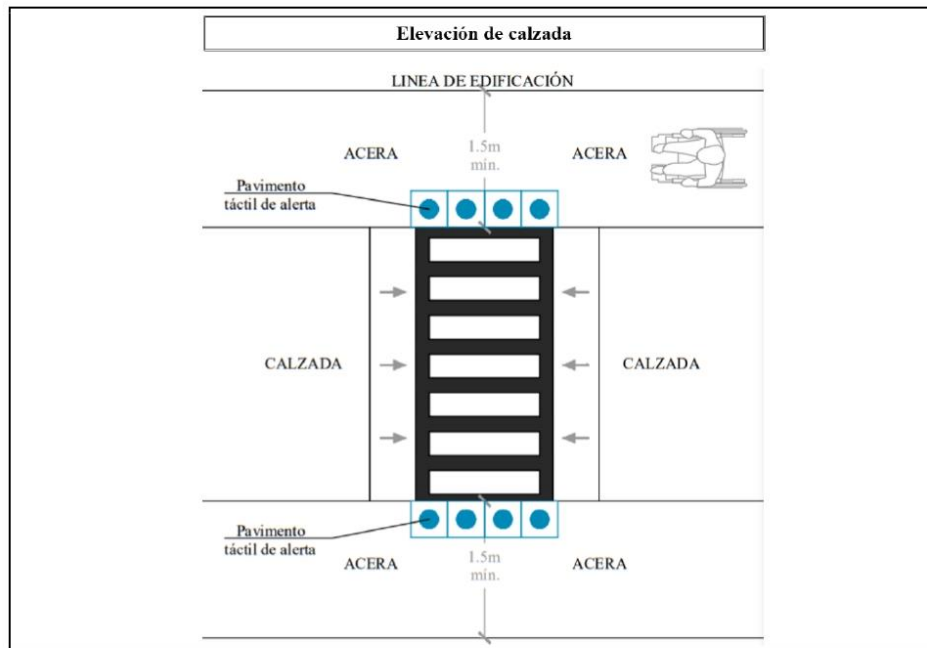 Elevación de calzada
LINEA DE EDIFICACIÓN
ACERA
1.5m
mín.
ACERA
Pavimento
táctil de alerta
CALZADA
CALZADA
Pavimento
táctil de alerta
ACERA
1.5m
mín.
ACERA